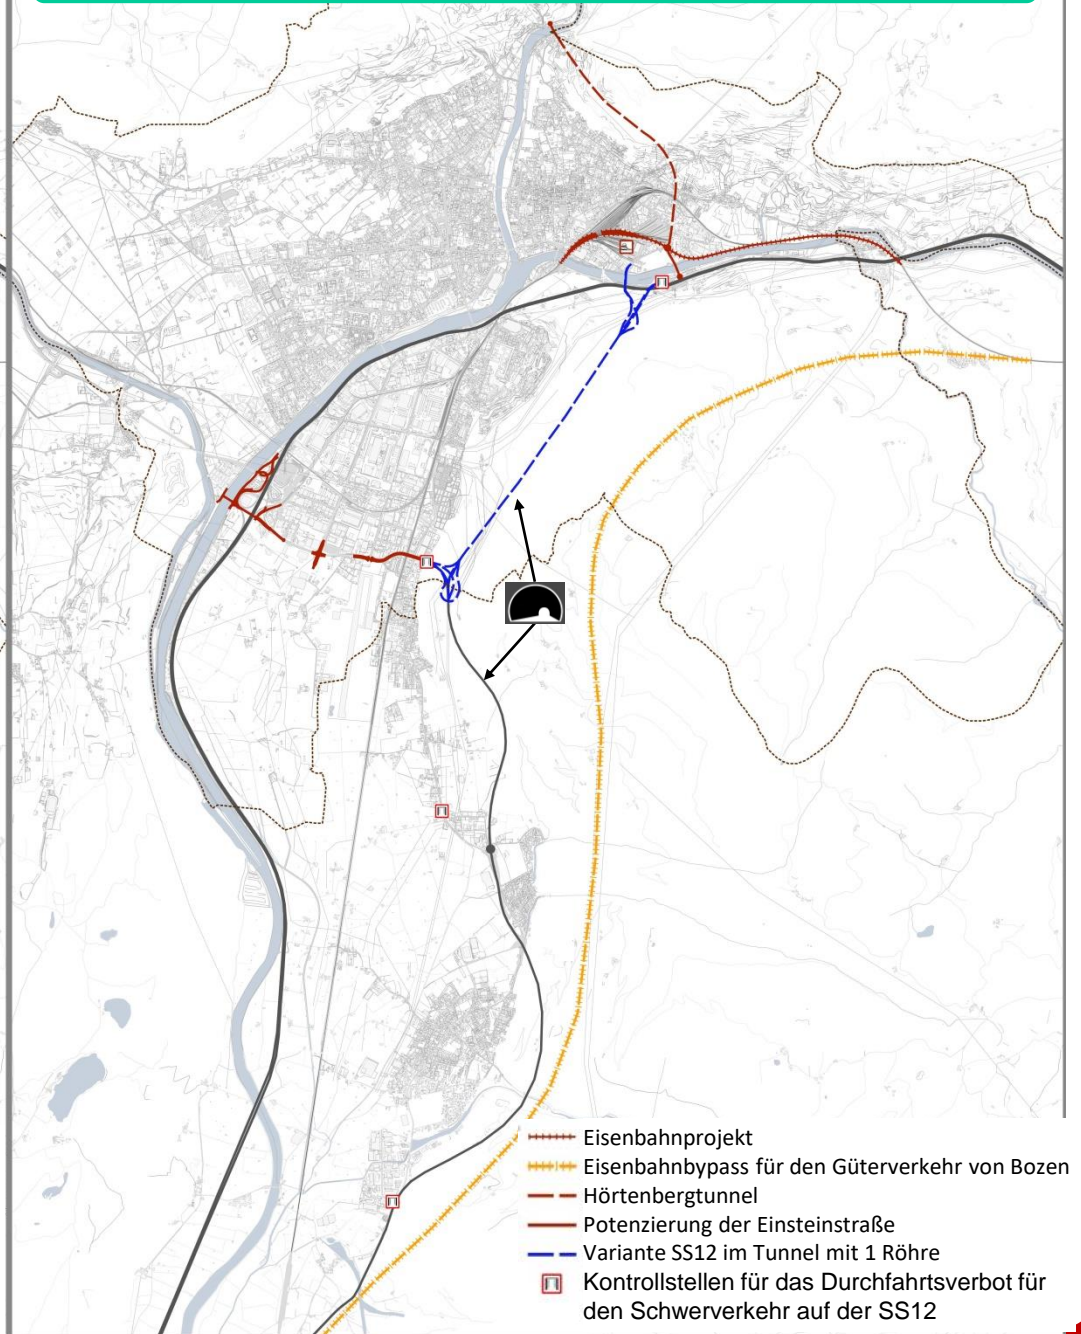 Eisenbahnprojekt
Eisenbahnbypass für den Güterverkehr von Bozen
Hörtenbergtunnel
Potenzierung der Einsteinstraße
Variante SS12 im Tunnel mit 1 Röhre
Kontrollstellen für das Durchfahrtsverbot für
den Schwerverkehr auf der SS12